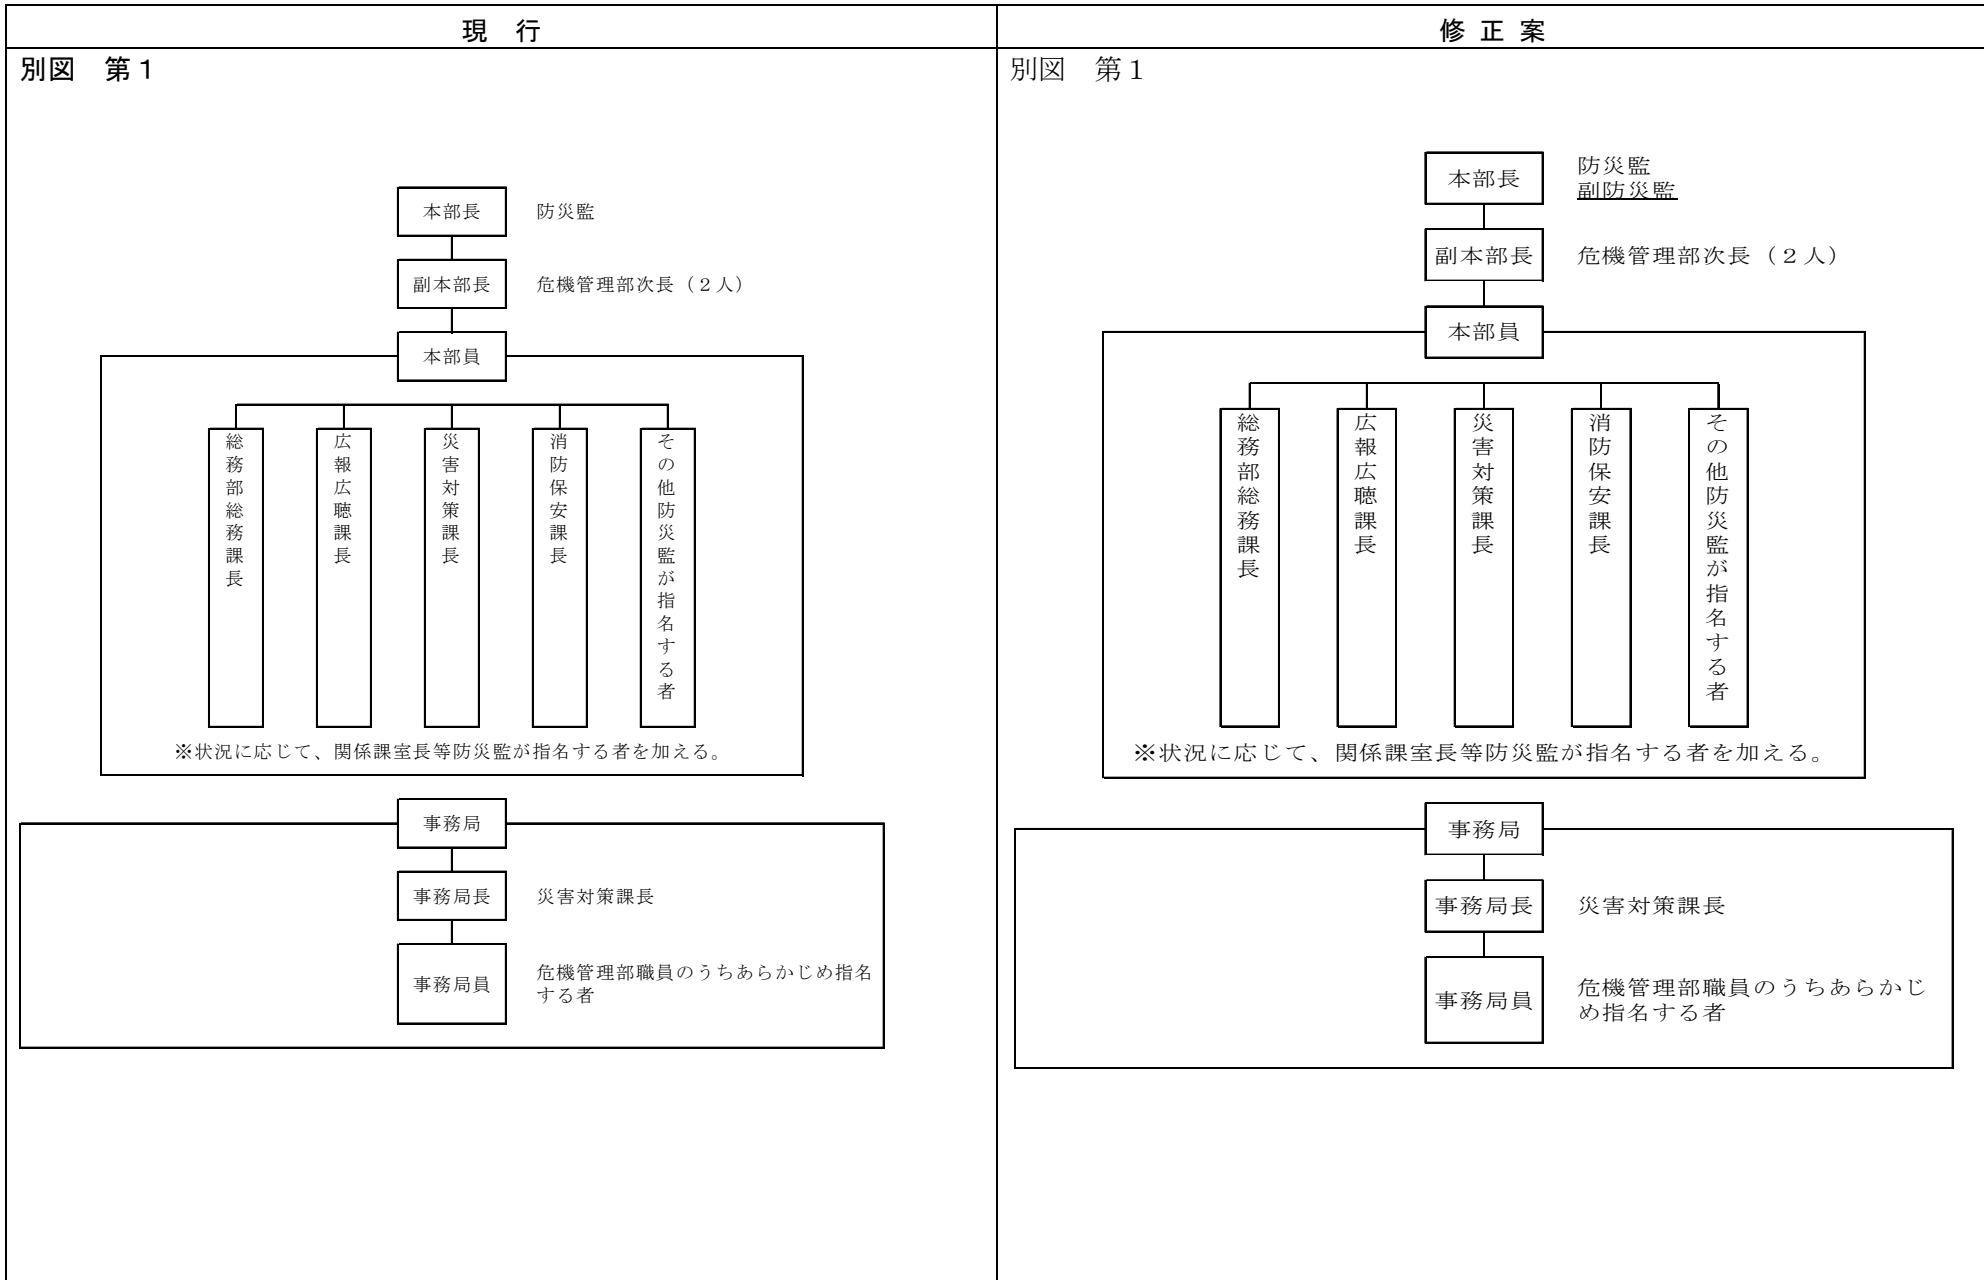 現 行
別図 第１
本部長
防災監
副本部長
危機管理部次長（２人）
本部員
総務部総務課長
広報広聴課長
災害対策課長
消防保安課長
その他防災監が指名する者
※状況に応じて、関係課室長等防災監が指名する者を加える。
事務局
事務局長
災害対策課長
事務局員
危機管理部職員のうちあらかじめ指名
する者
修 正 案
別図 第１
本部長
防災監
副防災監
副本部長
危機管理部次長（２人）
本部員
総務部総務課長
広報広聴課長
災害対策課長
消防保安課長
その他防災監が指名する者
※状況に応じて、関係課室長等防災監が指名する者を加える。
事務局
事務局長
災害対策課長
事務局員
危機管理部職員のうちあらかじ
め指名する者